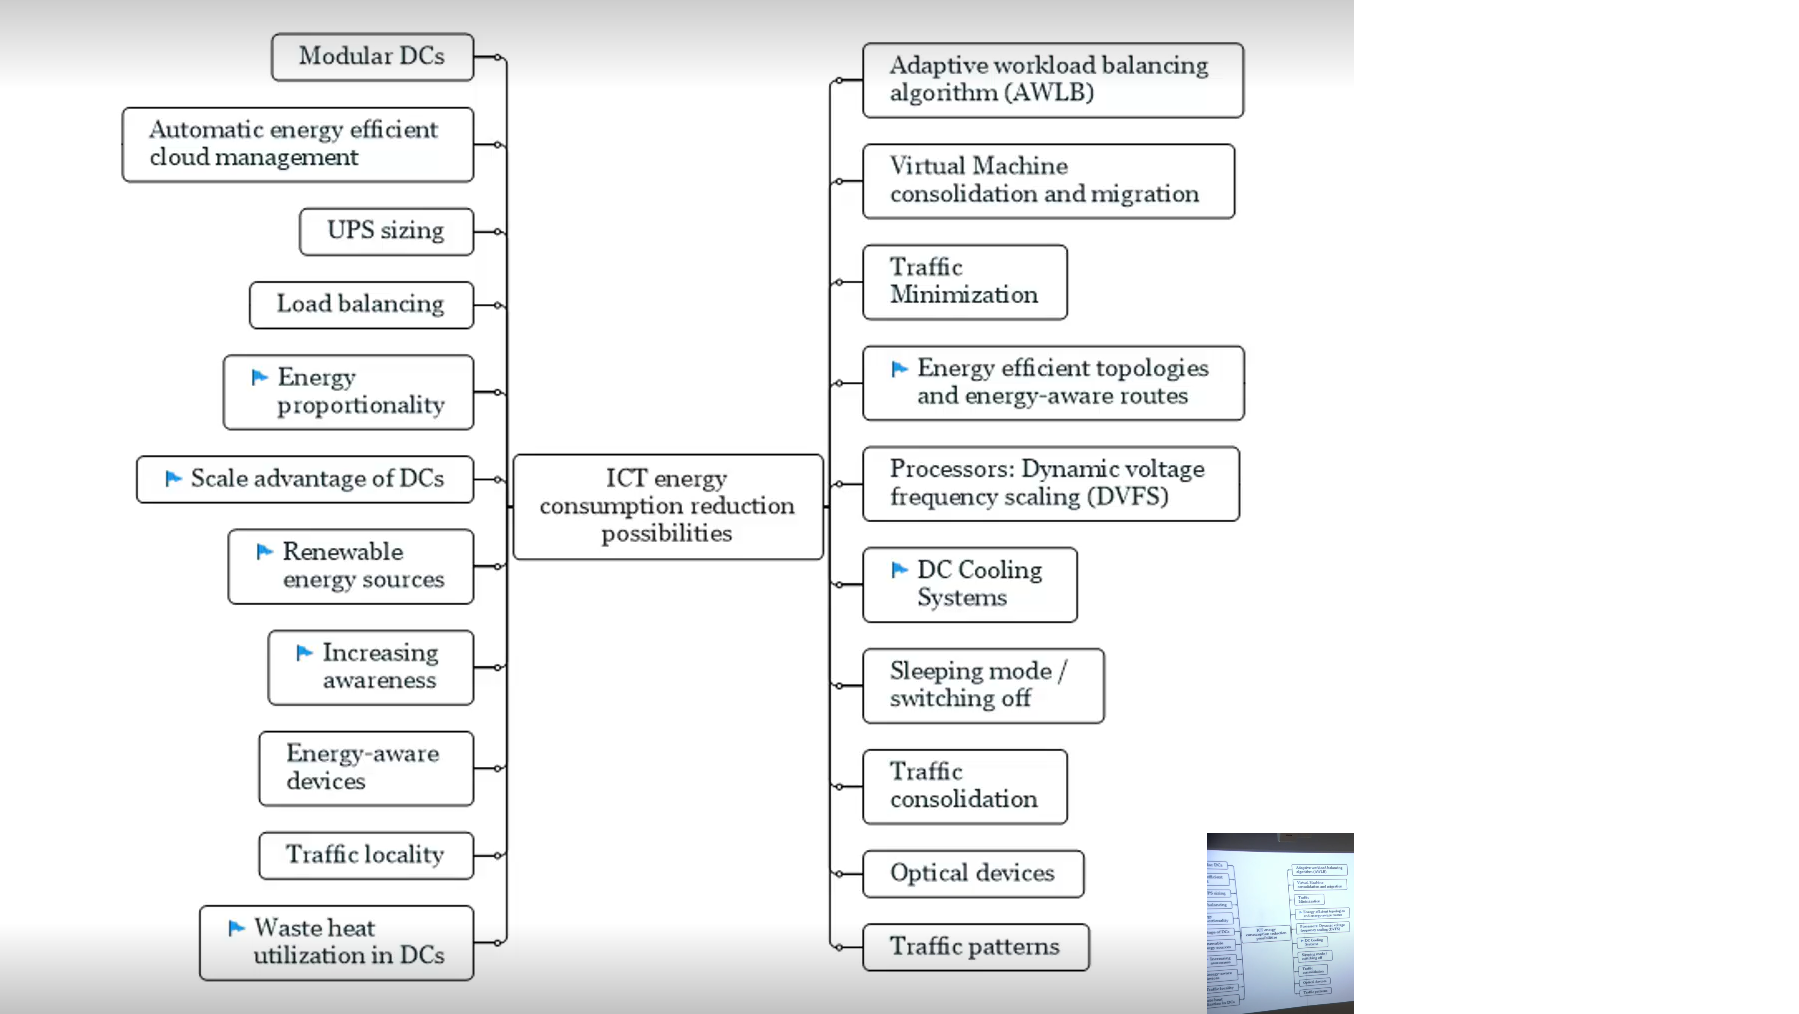 Modular DCs
Automatic energy efficient
cloud management
UPS sizing
Load balancing
Energy
proportionality
Scale advantage of DCs
Renewable
energy sources
Increasing
awareness
Energy-aware
devices
Traffic locality
Waste heat
utilization in DCs
ICT energy
consumption reduction
possibilities
Adaptive workload balancing
algorithm (AWLB)
Virtual Machine
consolidation and migration
Traffic
Minimization
Energy efficient topologies
and energy-aware routes
Processors: Dynamic voltage
frequency scaling (DVFS)
DC Cooling
Systems
Sleeping mode /
switching off
Traffic
consolidation
Optical devices
Traffic patterns